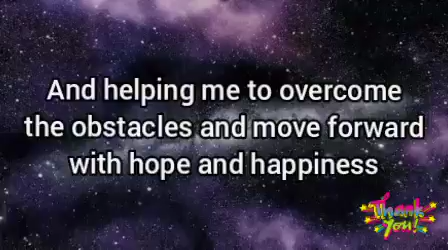 And helping me to overcome
the obstacles and move forward
with hope and happiness
Thank
You!